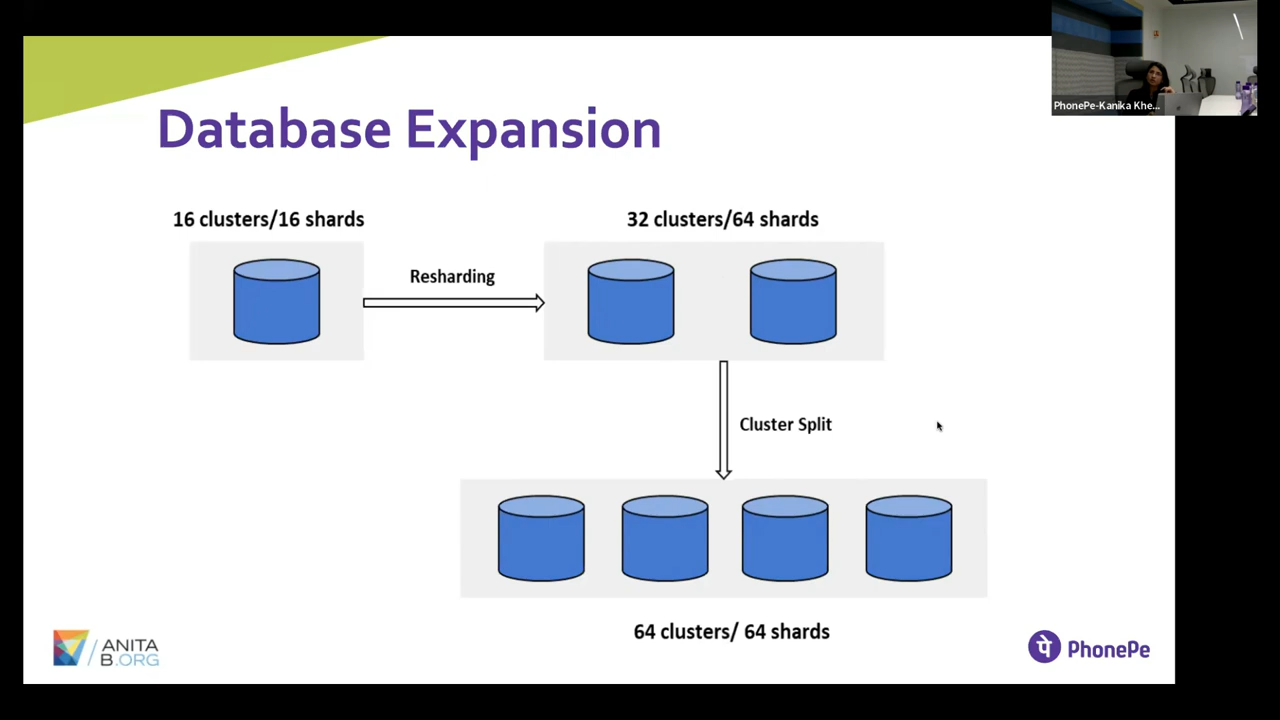 PhonePe-Kanika Khe...
Database Expansion
16 clusters/16 shards
32 clusters/64 shards
Resharding
Cluster Split
64 clusters/ 64 shards
ANITA
B.ORG
पे PhonePe